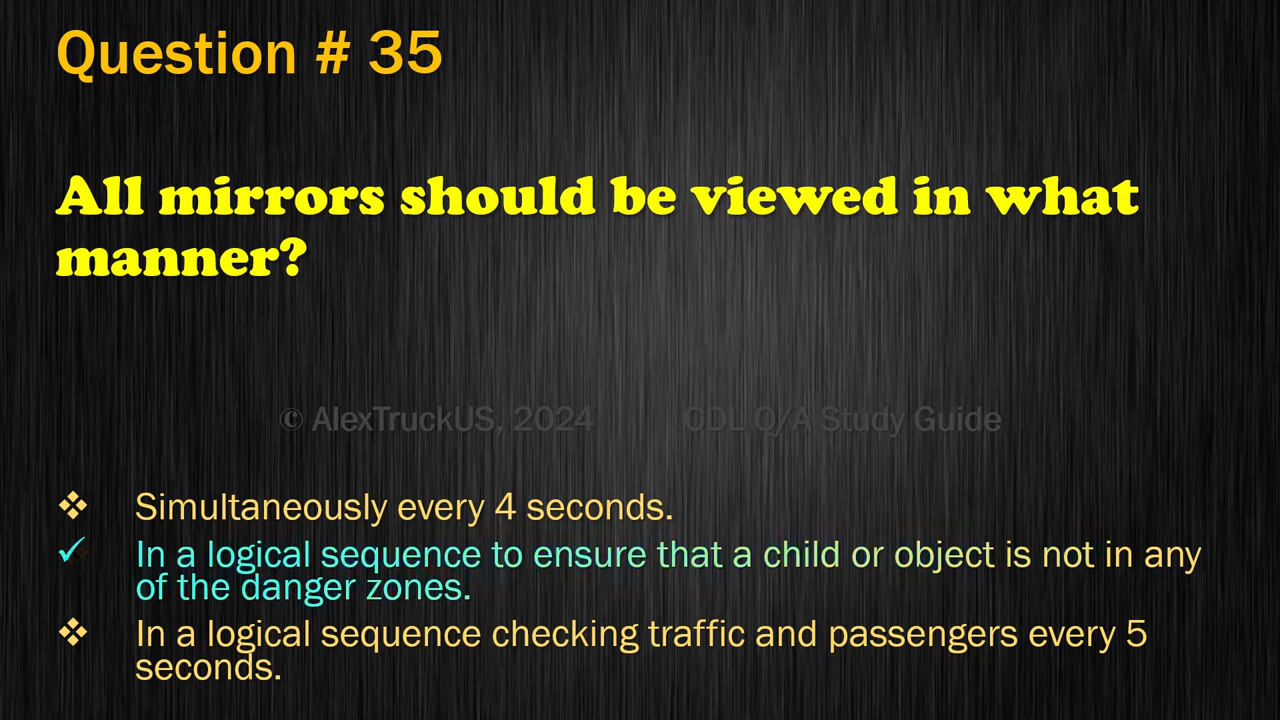 Question # 35
All mirrors should be viewed in what
manner?
© AlexTruckUS, 2024 CDL Q/A Study Guide
❖ Simultaneously every 4 seconds.
✓ In a logical sequence to ensure that a child or object is not in any
of the danger zones.
❖ In a logical sequence checking traffic and passengers every 5
seconds.